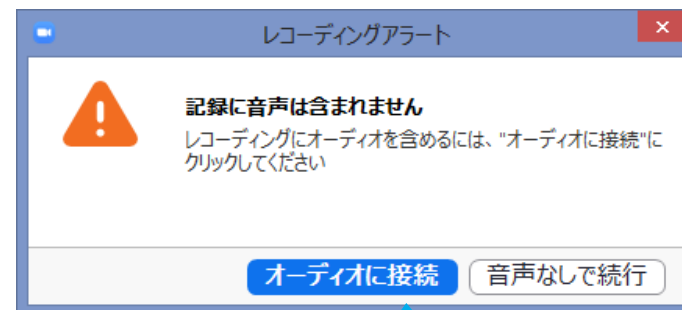 レコーディングアラート
記録に音声は含まれません
レコーディングにオーディオを含めるには、"オーディオに接続"に
クリックしてください
オーディオに接続
音声なしで続行